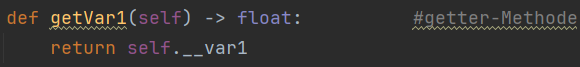 def getVar1(self) -> float:          #getter-Methode
    return self.__var1